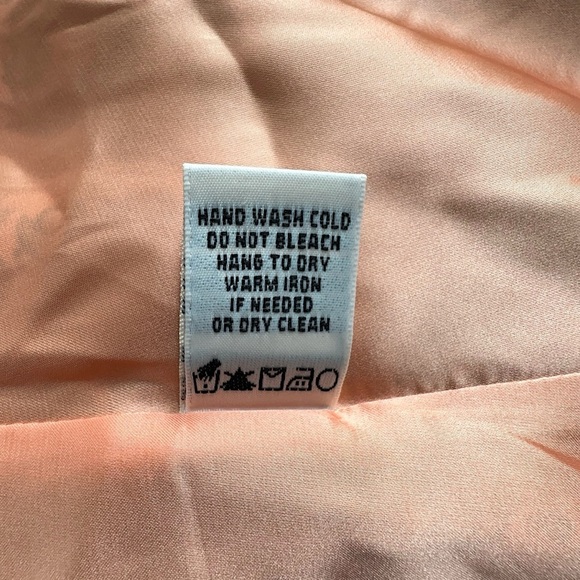 HAND WASH COLD
DO NOT BLEACH
HANG TO DRY
WARM IRON
IF NEEDED
OR DRY CLEAN